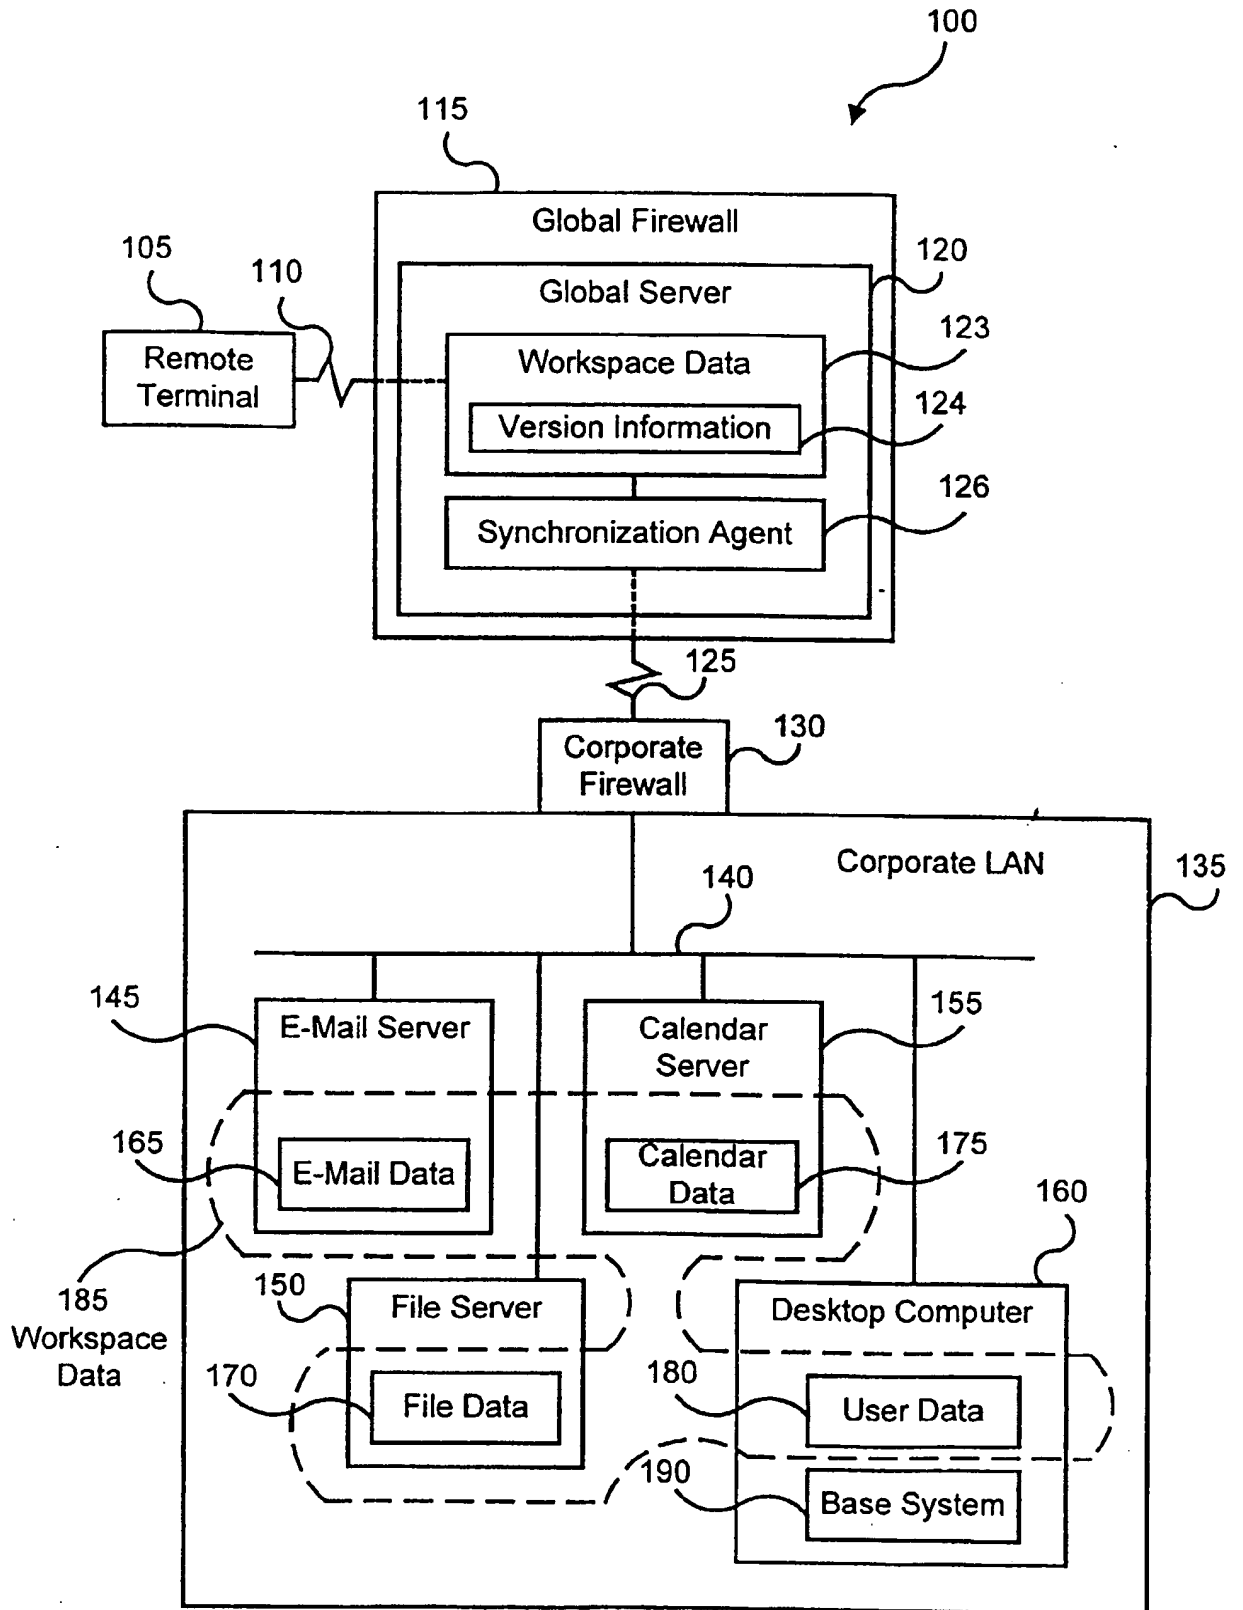 100
115
Global Firewall
105
110
120
Global Server
123
Remote
Terminal
Workspace Data
124
Version Information
126
Synchronization Agent
125
130
Corporate
Firewall
Corporate LAN
135
140
145
E-Mail Server
Calendar
Server
155
165
E-Mail Data
Calendar
Data
175
160
185
Workspace
Data
150
File Server
Desktop Computer
170
File Data
180
User Data
190
Base System